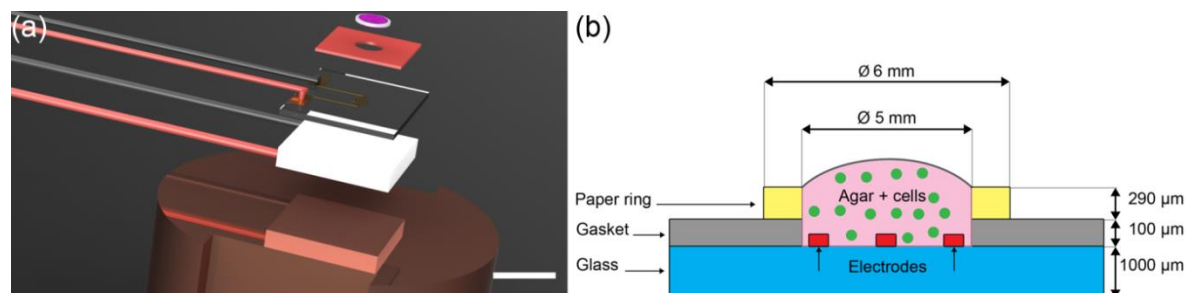 (a)
(b)
Ø 6 mm
Ø 5 mm
Paper ring
Agar + cells
290 µm
Gasket
100 µm
Glass
Electrodes
1000 µm